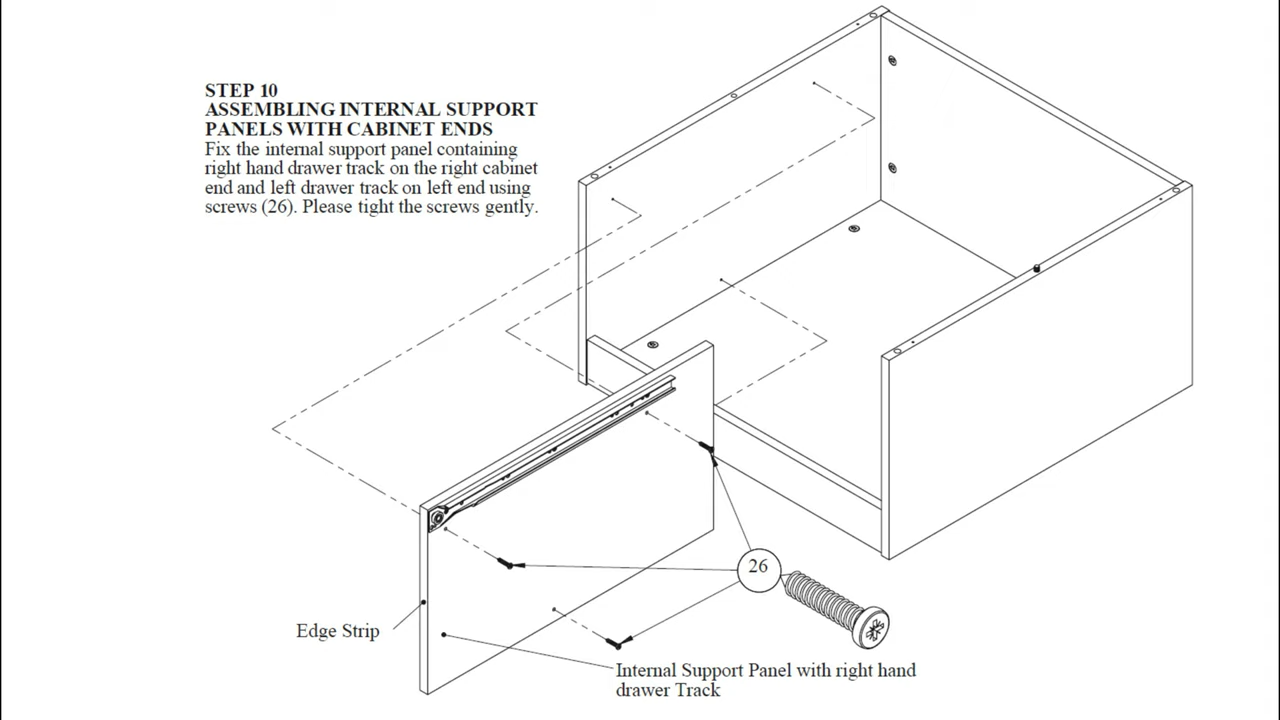 STEP 10
ASSEMBLING INTERNAL SUPPORT
PANELS WITH CABINET ENDS
Fix the internal support panel containing
right hand drawer track on the right cabinet
end and left drawer track on left end using
screws (26). Please tight the screws gently.
26
Edge Strip
Internal Support Panel with right hand
drawer Track